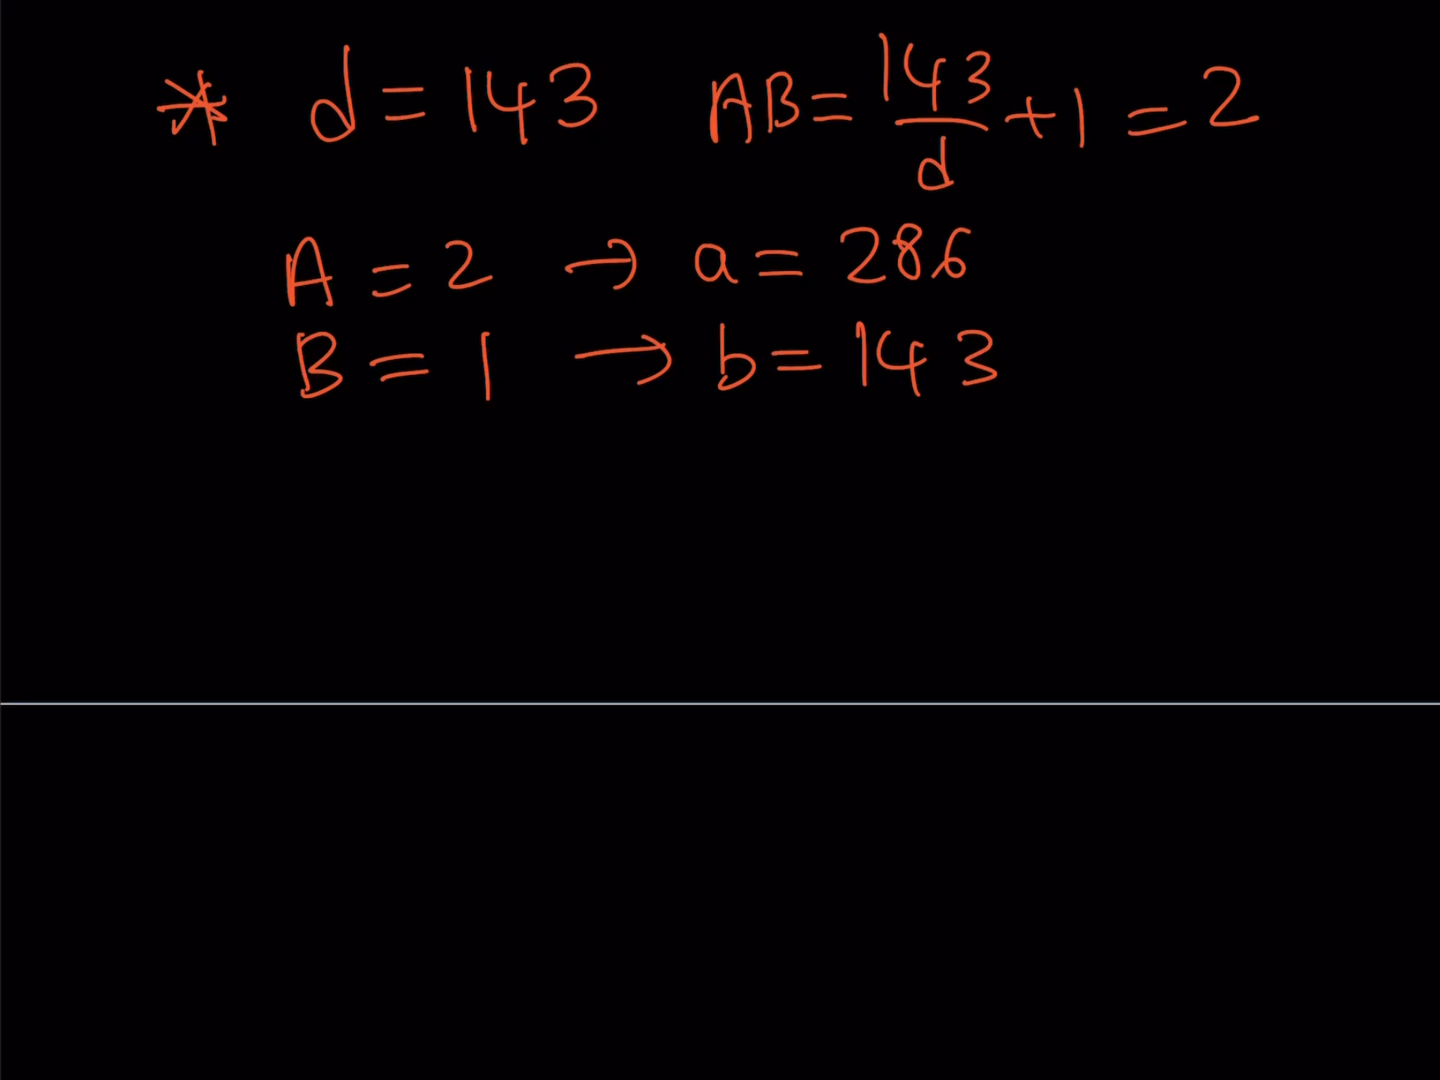 * d = 143 AB = 143/d + 1 = 2
A = 2 → a = 286
B = 1 → b = 143